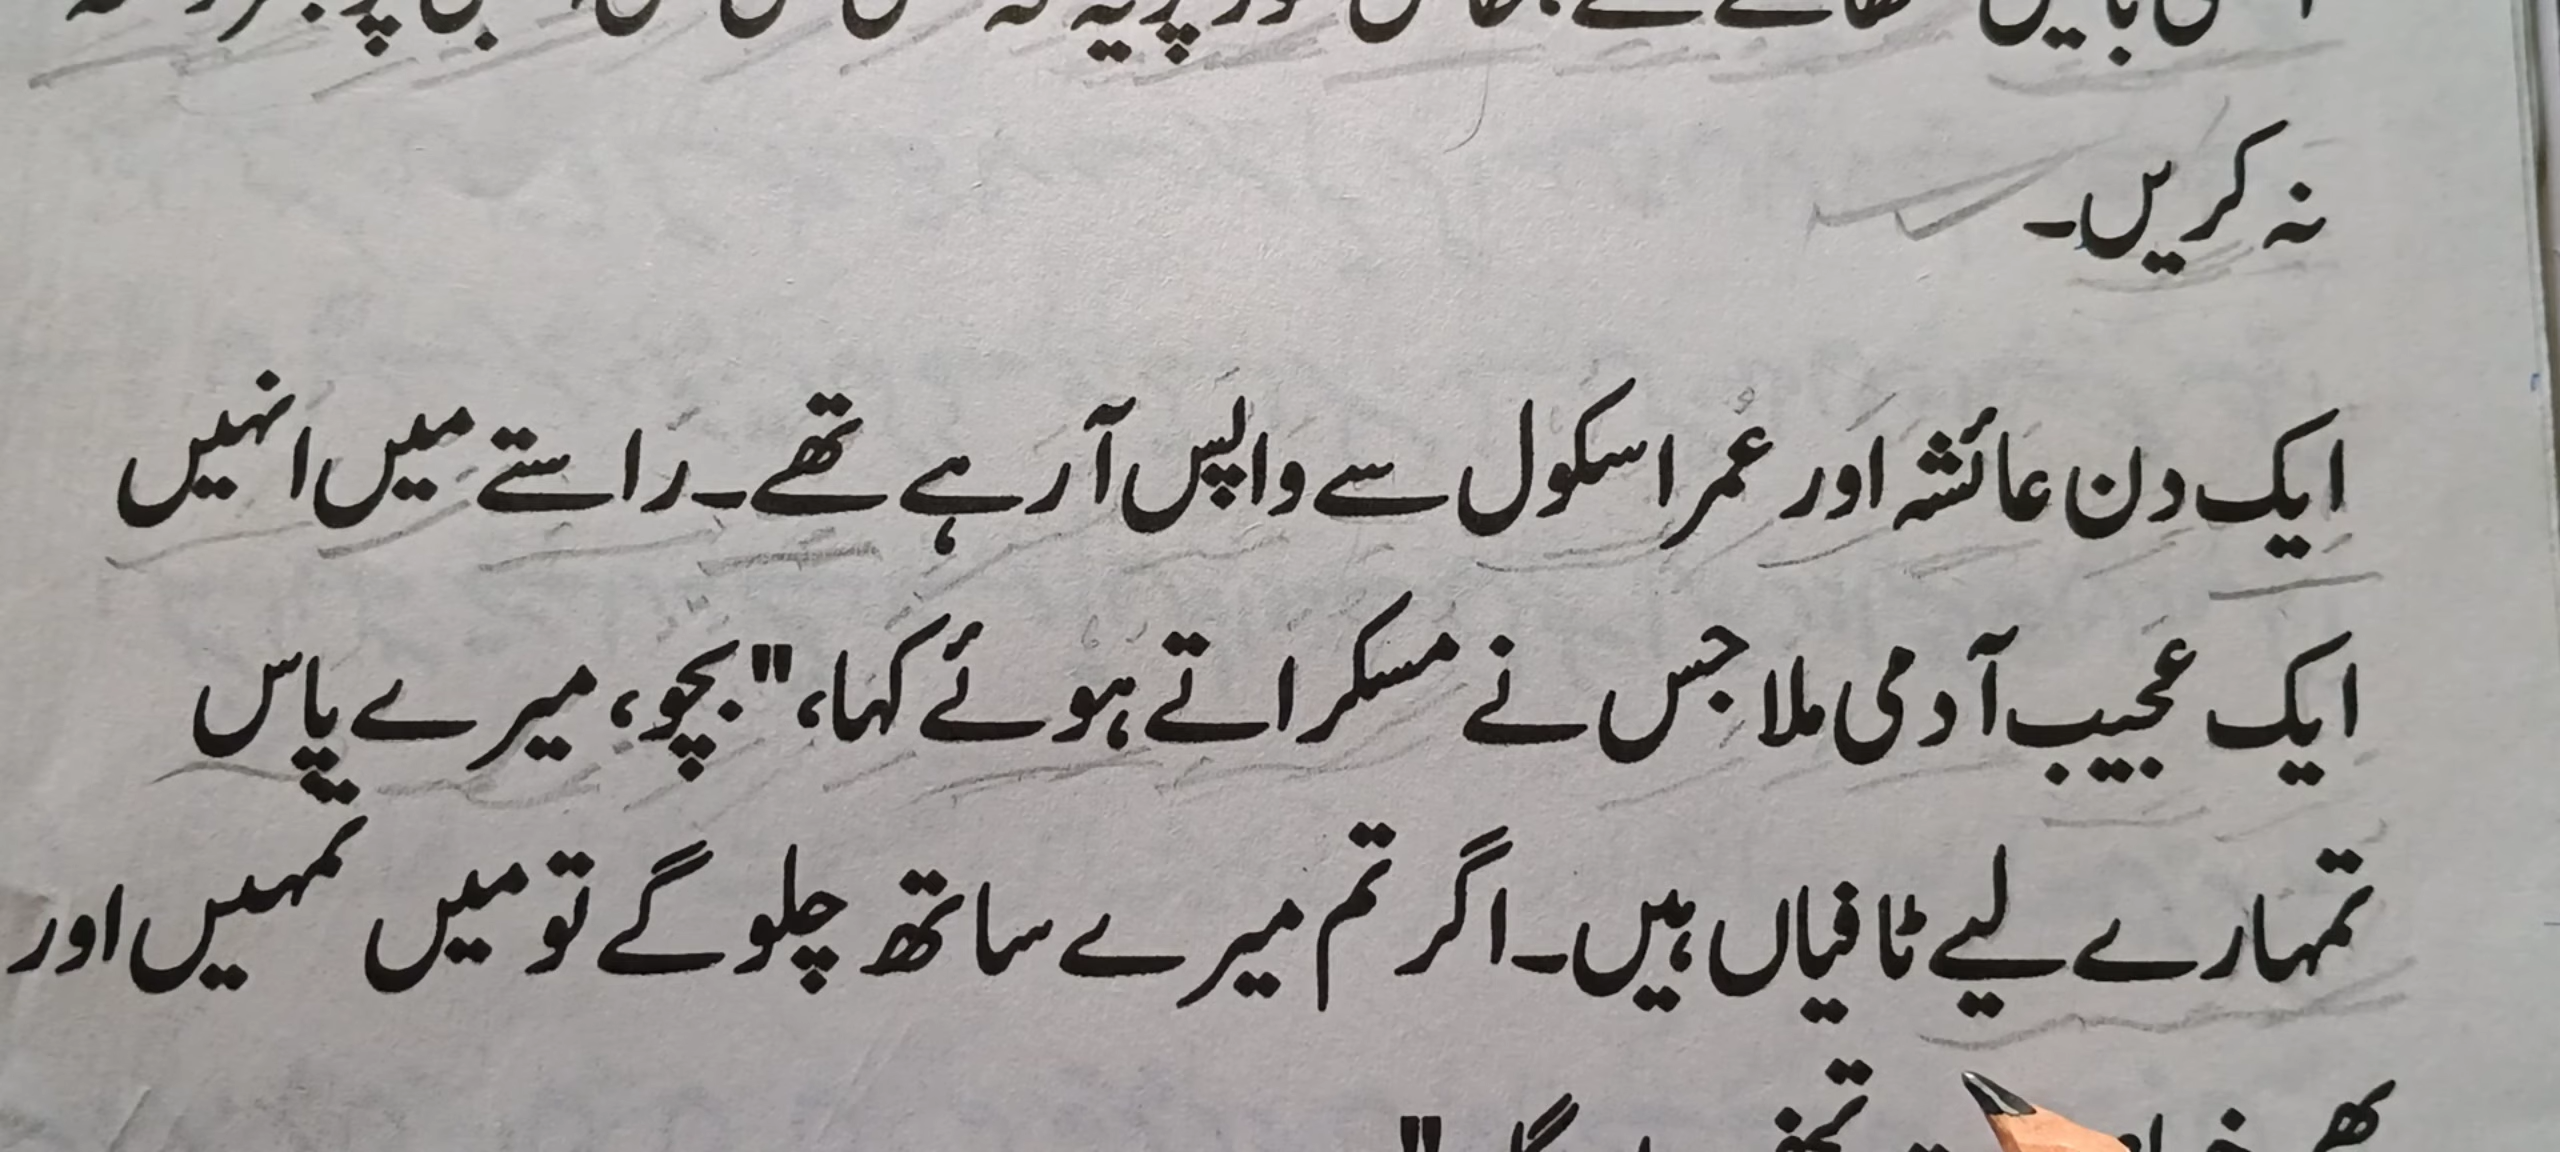 نہ کریں۔
ایک دن عائشہ اور عمر اسکول سے واپس آ رہے تھے۔ راستے میں انہیں
ایک عجیب آدمی ملا جس نے مسکراتے ہوئے کہا، "بچو، میرے پاس
تمہارے لیے ٹافیاں ہیں۔ اگر تم میرے ساتھ چلو گے تو میں تمہیں اور